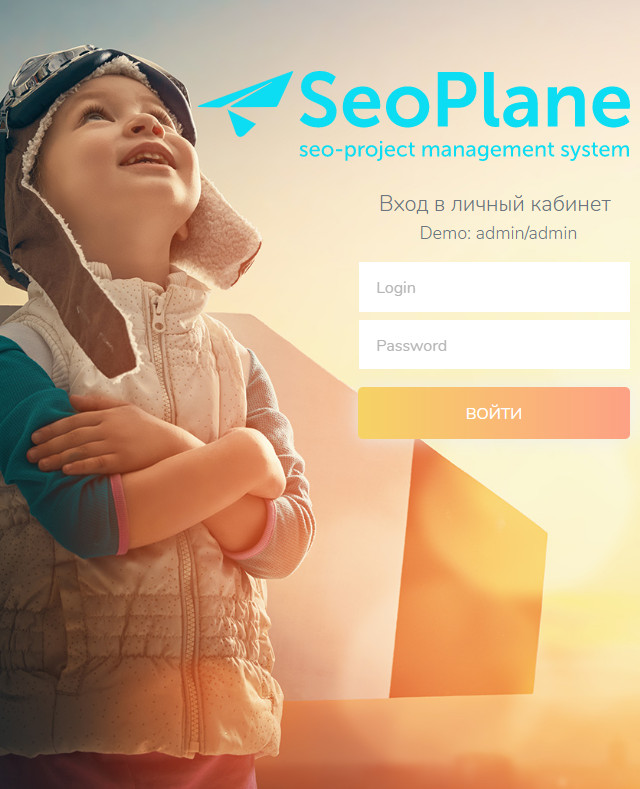 SeoPlane
seo-project management system
Вход в личный кабинет
Demo: admin/admin
Login
Password
ВОЙТИ